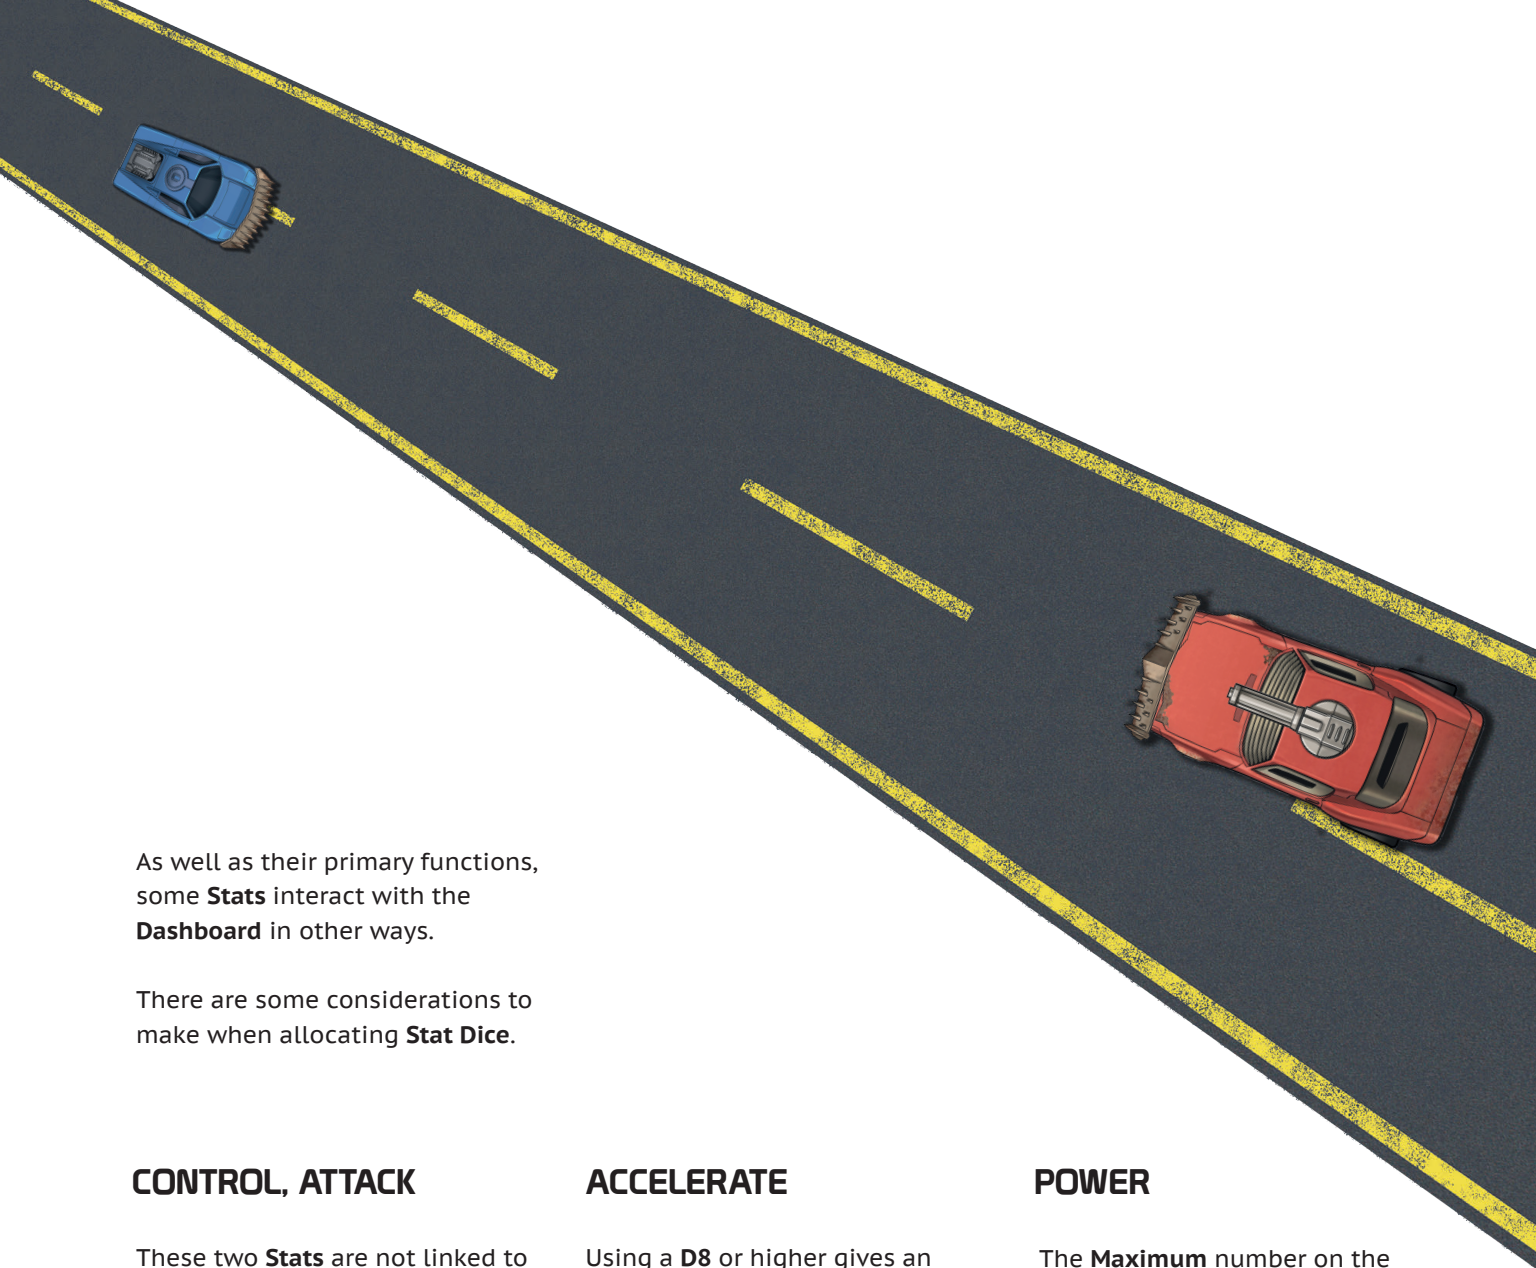 As well as their primary functions,
some Stats interact with the
Dashboard in other ways.
There are some considerations to
make when allocating Stat Dice.
CONTROL, ATTACK
These two Stats are not linked to
ACCELERATE
Using a D8 or higher gives an
POWER
The Maximum number on the